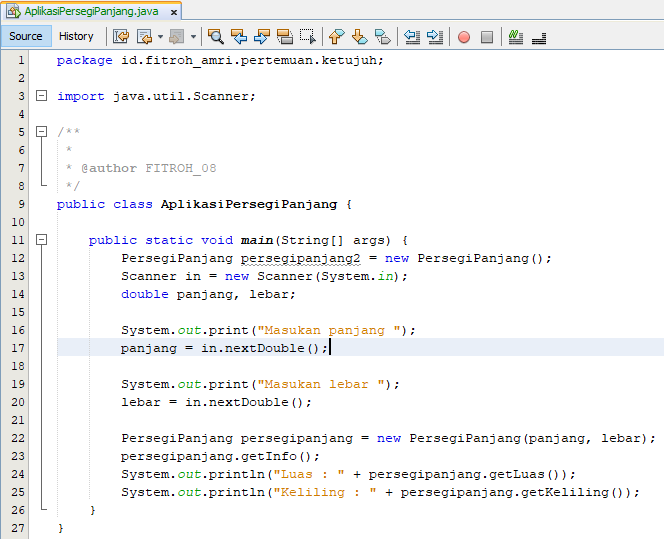 AplikasiPersegiPanjang.java
Source History
1 package id.fitroh_amri.pertemuan.ketujuh;
2
3 import java.util.Scanner;
4
5 /**
6  *
7  * @author FITROH_08
8  */
9 public class AplikasiPersegiPanjang {
10
11     public static void main(String[] args) {
12         PersegiPanjang persegipanjang2 = new PersegiPanjang();
13         Scanner in = new Scanner(System.in);
14         double panjang, lebar;
15
16         System.out.print("Masukan panjang ");
17         panjang = in.nextDouble();
18
19         System.out.print("Masukan lebar ");
20         lebar = in.nextDouble();
21
22         PersegiPanjang persegipanjang = new PersegiPanjang(panjang, lebar);
23         persegipanjang.getInfo();
24         System.out.println("Luas : " + persegipanjang.getLuas());
25         System.out.println("Keliling : " + persegipanjang.getKeliling());
26     }
27 }